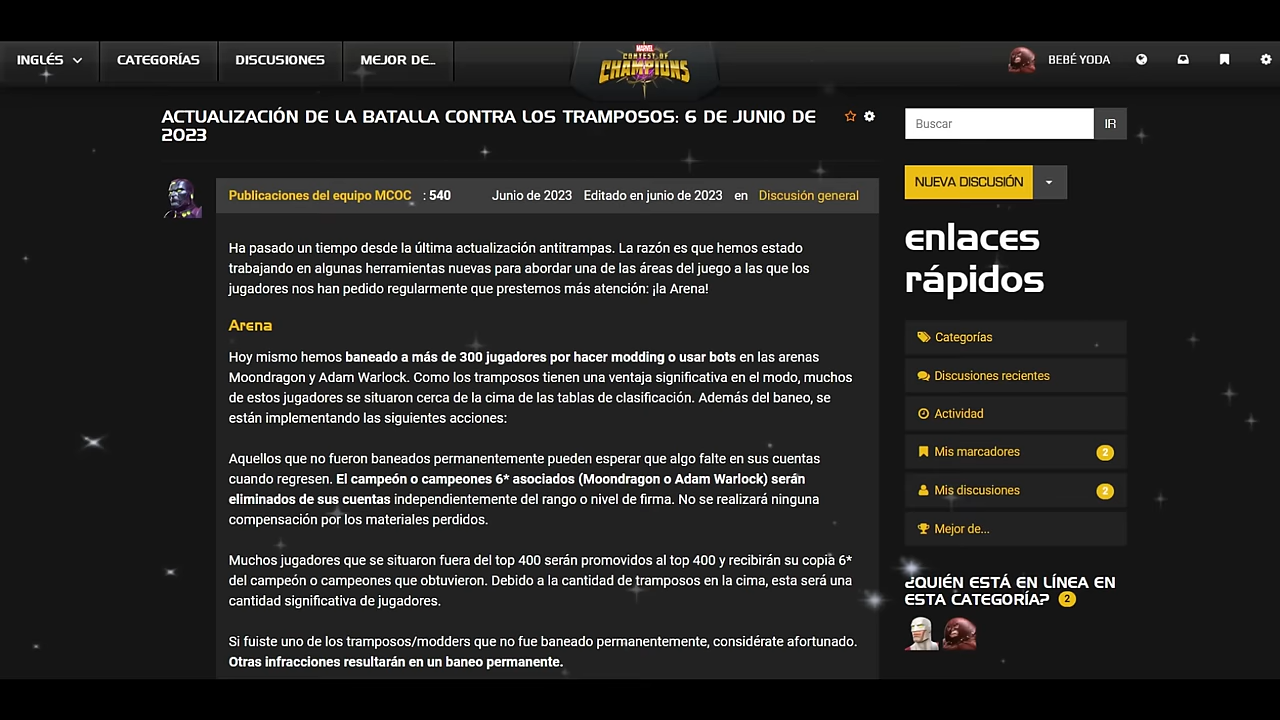 INGLÉS
CATEGORÍAS
DISCUSIONES
MEJOR DE...
MARVEL
CONTEST OF
CHAMPIONS
BEBÉ YODA
ACTUALIZACIÓN DE LA BATALLA CONTRA LOS TRAMPOSOS: 6 DE JUNIO DE
2023
Publicaciones del equipo MCOC : 540 Junio de 2023 Editado en junio de 2023 en Discusión general
Ha pasado un tiempo desde la última actualización antitrampas. La razón es que hemos estado
trabajando en algunas herramientas nuevas para abordar una de las áreas del juego a las que los
jugadores nos han pedido regularmente que prestemos más atención: ¡la Arena!
Arena
Hoy mismo hemos baneado a más de 300 jugadores por hacer modding o usar bots en las arenas
Moondragon y Adam Warlock. Como los tramposos tienen una ventaja significativa en el modo, muchos
de estos jugadores se situaron cerca de la cima de las tablas de clasificación. Además del baneo, se
están implementando las siguientes acciones:
Aquellos que no fueron baneados permanentemente pueden esperar que algo falte en sus cuentas
cuando regresen. El campeón o campeones 6* asociados (Moondragon o Adam Warlock) serán
eliminados de sus cuentas independientemente del rango o nivel de firma. No se realizará ninguna
compensación por los materiales perdidos.
Muchos jugadores que se situaron fuera del top 400 serán promovidos al top 400 y recibirán su copia 6*
del campeón o campeones que obtuvieron. Debido a la cantidad de tramposos en la cima, esta será una
cantidad significativa de jugadores.
Si fuiste uno de los tramposos/modders que no fue baneado permanentemente, considérate afortunado.
Otras infracciones resultarán en un baneo permanente.
Buscar
IR
NUEVA DISCUSIÓN
enlaces
rápidos
Categorías
Discusiones recientes
Actividad
Mis marcadores 2
Mis discusiones 2
Mejor de...
¿QUIÉN ESTÁ EN LÍNEA EN
ESTA CATEGORÍA? 2